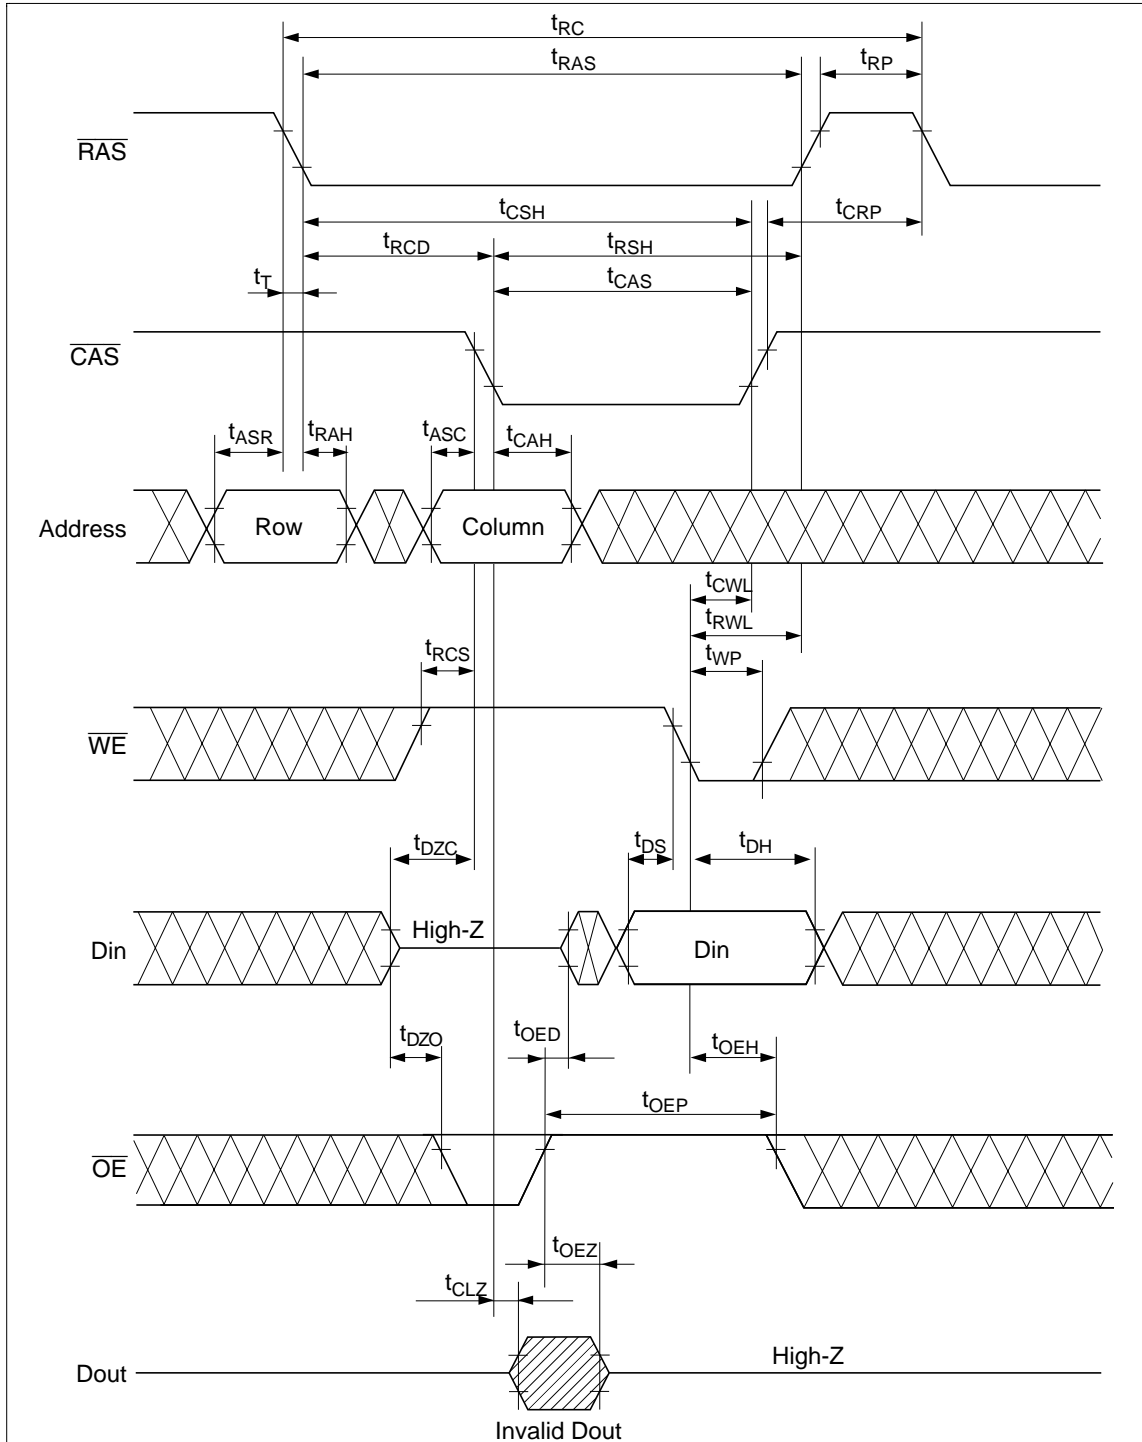 tRC
tRAS
tRP
RAS
tCSH
tCRP
tRCD
tRSH
tT
tCAS
CAS
tASR
tRAH
tASC
tCAH
Address
Row
Column
tCWL
tRWL
tRCS
tWP
WE
tDZC
tDS
tDH
High-Z
Din
Din
tDZO
tOED
tOEH
tOEP
OE
tOEZ
tCLZ
High-Z
Dout
Invalid Dout